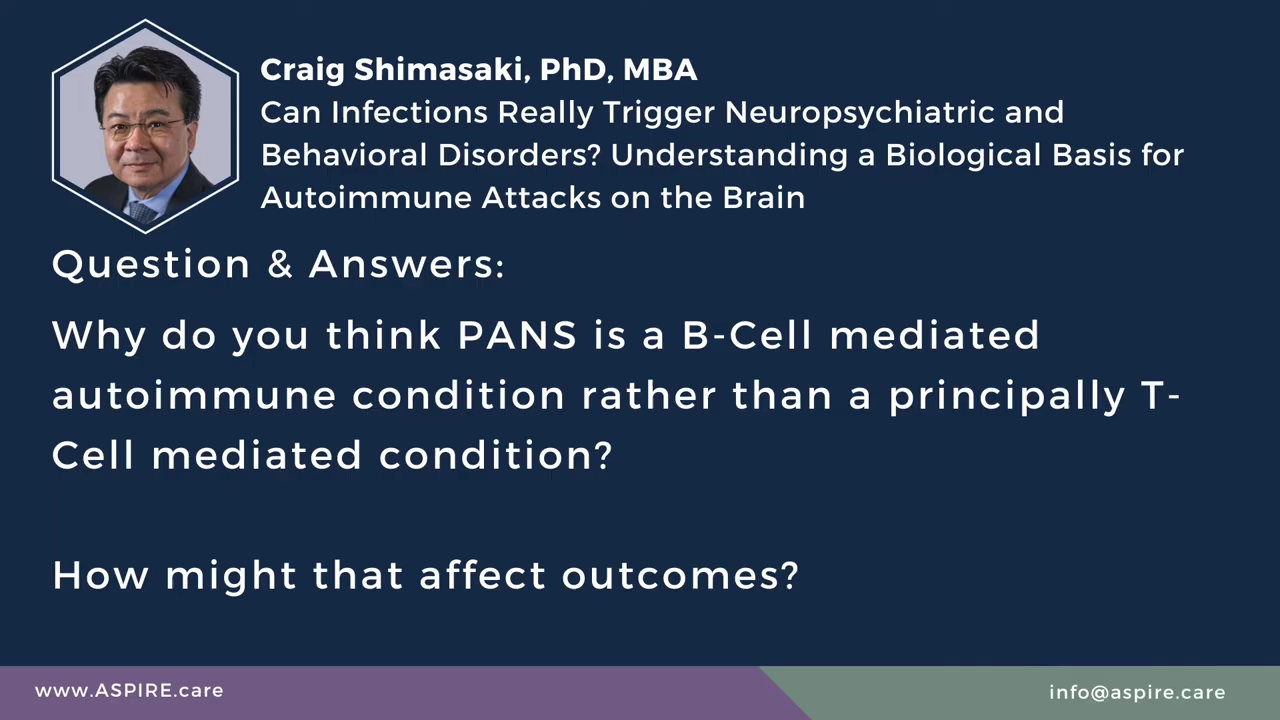 Craig Shimasaki, PhD, MBA
Can Infections Really Trigger Neuropsychiatric and
Behavioral Disorders? Understanding a Biological Basis for
Autoimmune Attacks on the Brain
Question & Answers:
Why do you think PANS is a B-Cell mediated
autoimmune condition rather than a principally T-
Cell mediated condition?
How might that affect outcomes?
www.ASPIRE.care
info@aspire.care